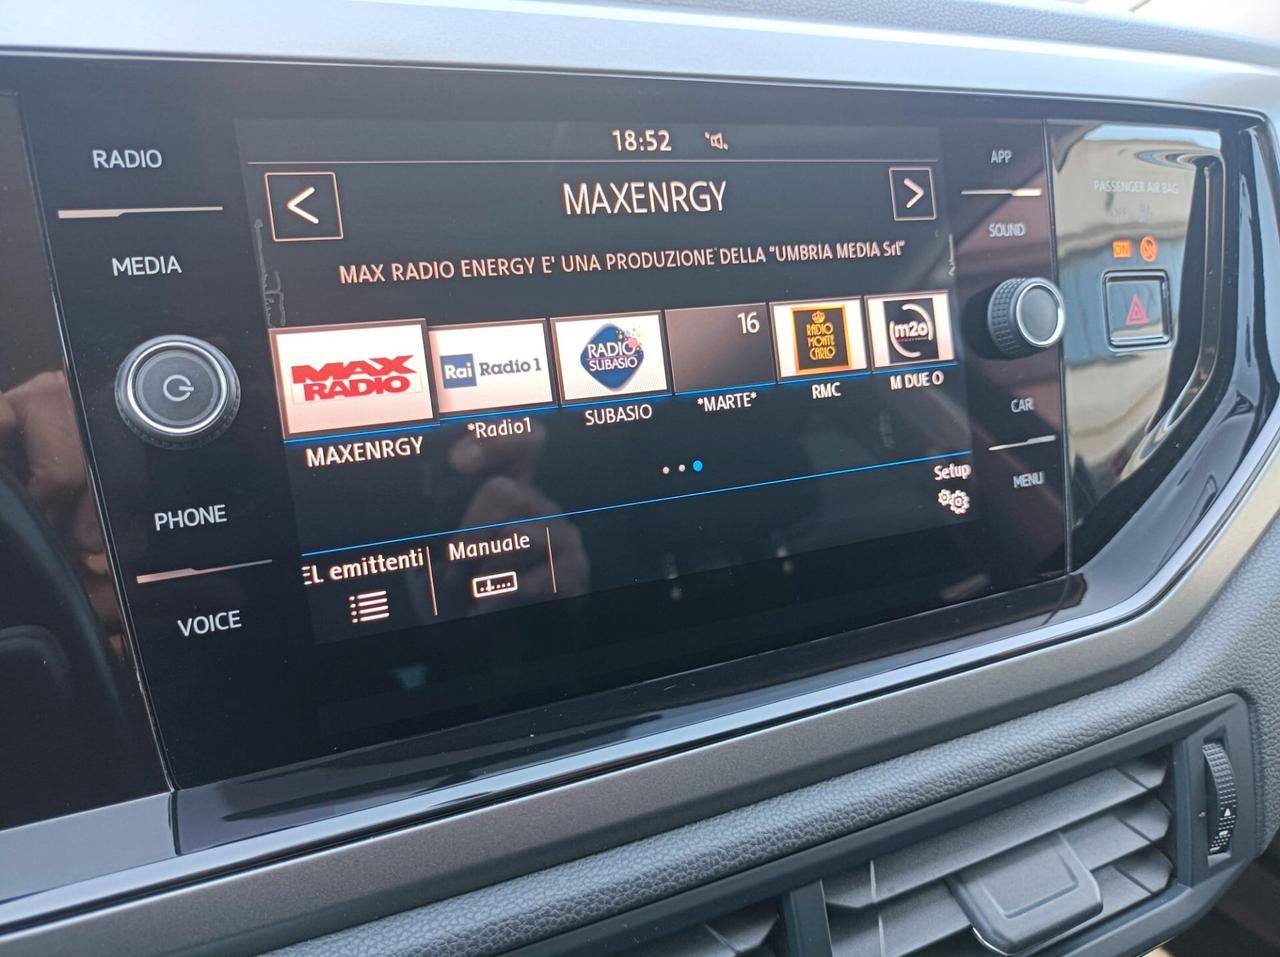 RADIO
MEDIA
PHONE
VOICE
18:52
MAXENRGY
MAX RADIO ENERGY E' UNA PRODUZIONE DELLA "UMBRIA MEDIA Srl"
MAX
RADIO
MAXENRGY
Rai Radio 1
*Radio1
RADIO
SUBASIO
SUBASIO
16
*MARTE*
RADIO
MONTE
CARLO
RMC
m2o
M DUE O
Setup
EL emittenti
Manuale
APP
SOUND
CAR
MENU
PASSENGER AIR BAG
OFF
ON